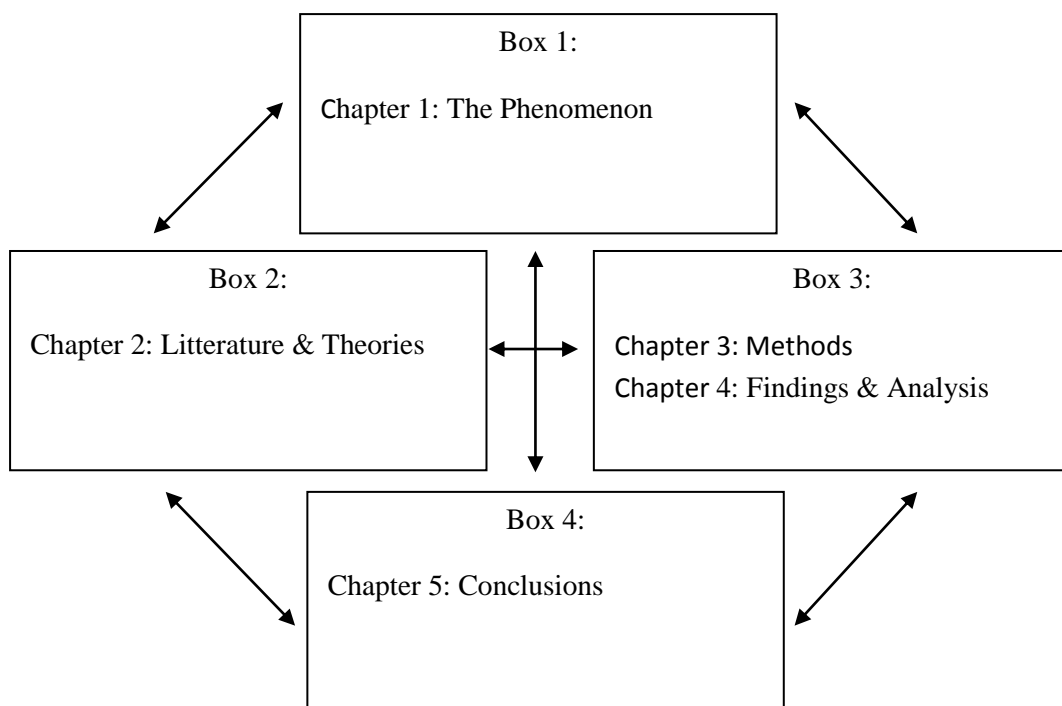 Box 1:
Chapter 1: The Phenomenon
Box 2:
Chapter 2: Litterature & Theories
Box 3:
Chapter 3: Methods
Chapter 4: Findings & Analysis
Box 4:
Chapter 5: Conclusions